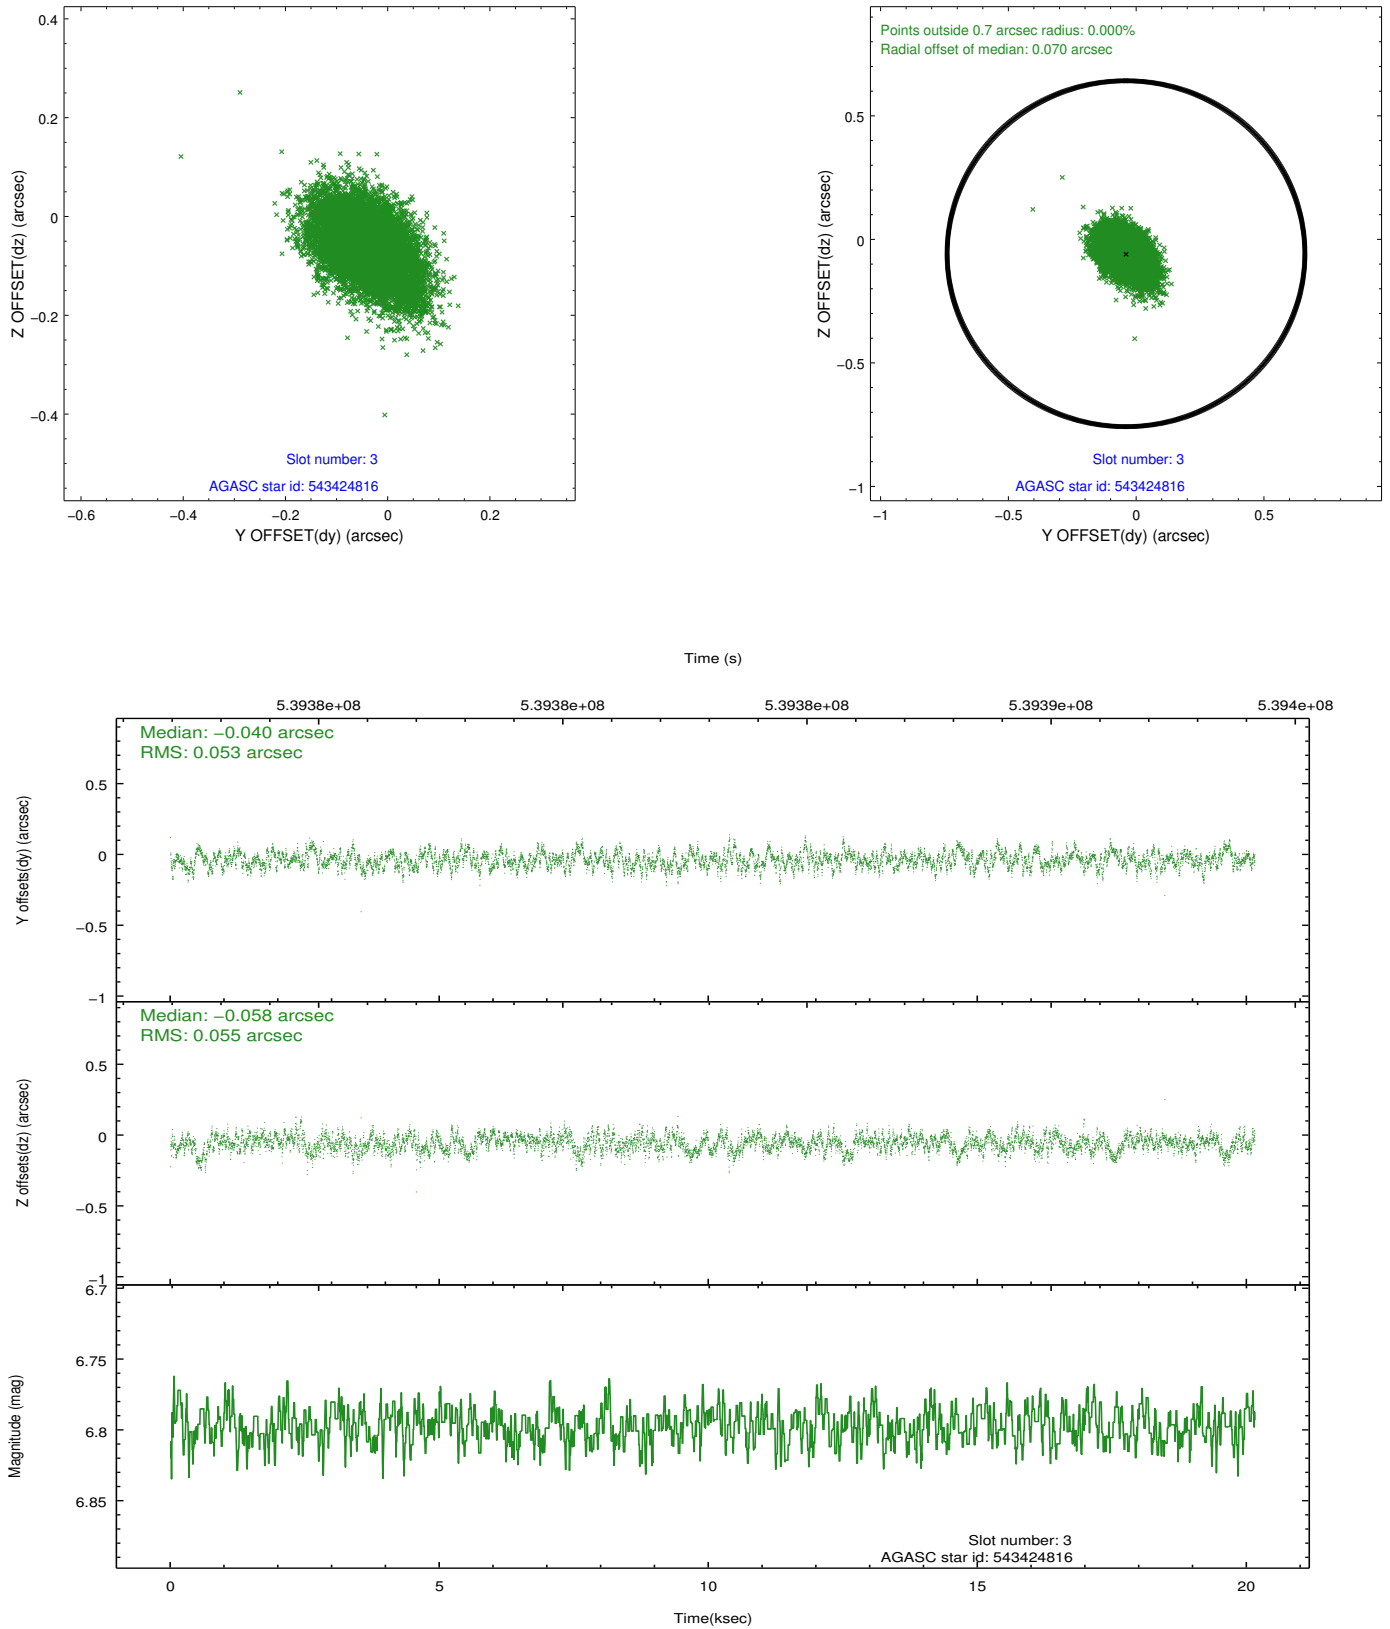 0.4
0.2
0
−0.2
−0.4
Z OFFSET(dz) (arcsec)
Slot number: 3
AGASC star id: 543424816
−0.6 −0.4 −0.2 0 0.2
Y OFFSET(dy) (arcsec)
Points outside 0.7 arcsec radius: 0.000%
Radial offset of median: 0.070 arcsec
0.5
0
−0.5
−1
Z OFFSET(dz) (arcsec)
Slot number: 3
AGASC star id: 543424816
−1 −0.5 0 0.5
Y OFFSET(dy) (arcsec)
Time (s)
5.3938e+08 5.3938e+08 5.3938e+08 5.3939e+08 5.394e+08
Median: −0.040 arcsec
RMS: 0.053 arcsec
0.5
0
−0.5
−1
Y offsets(dy) (arcsec)
Median: −0.058 arcsec
RMS: 0.055 arcsec
0.5
0
−0.5
−1
Z offsets(dz) (arcsec)
6.7
6.75
6.8
6.85
Magnitude (mag)
Slot number: 3
AGASC star id: 543424816
0 5 10 15 20
Time(ksec)